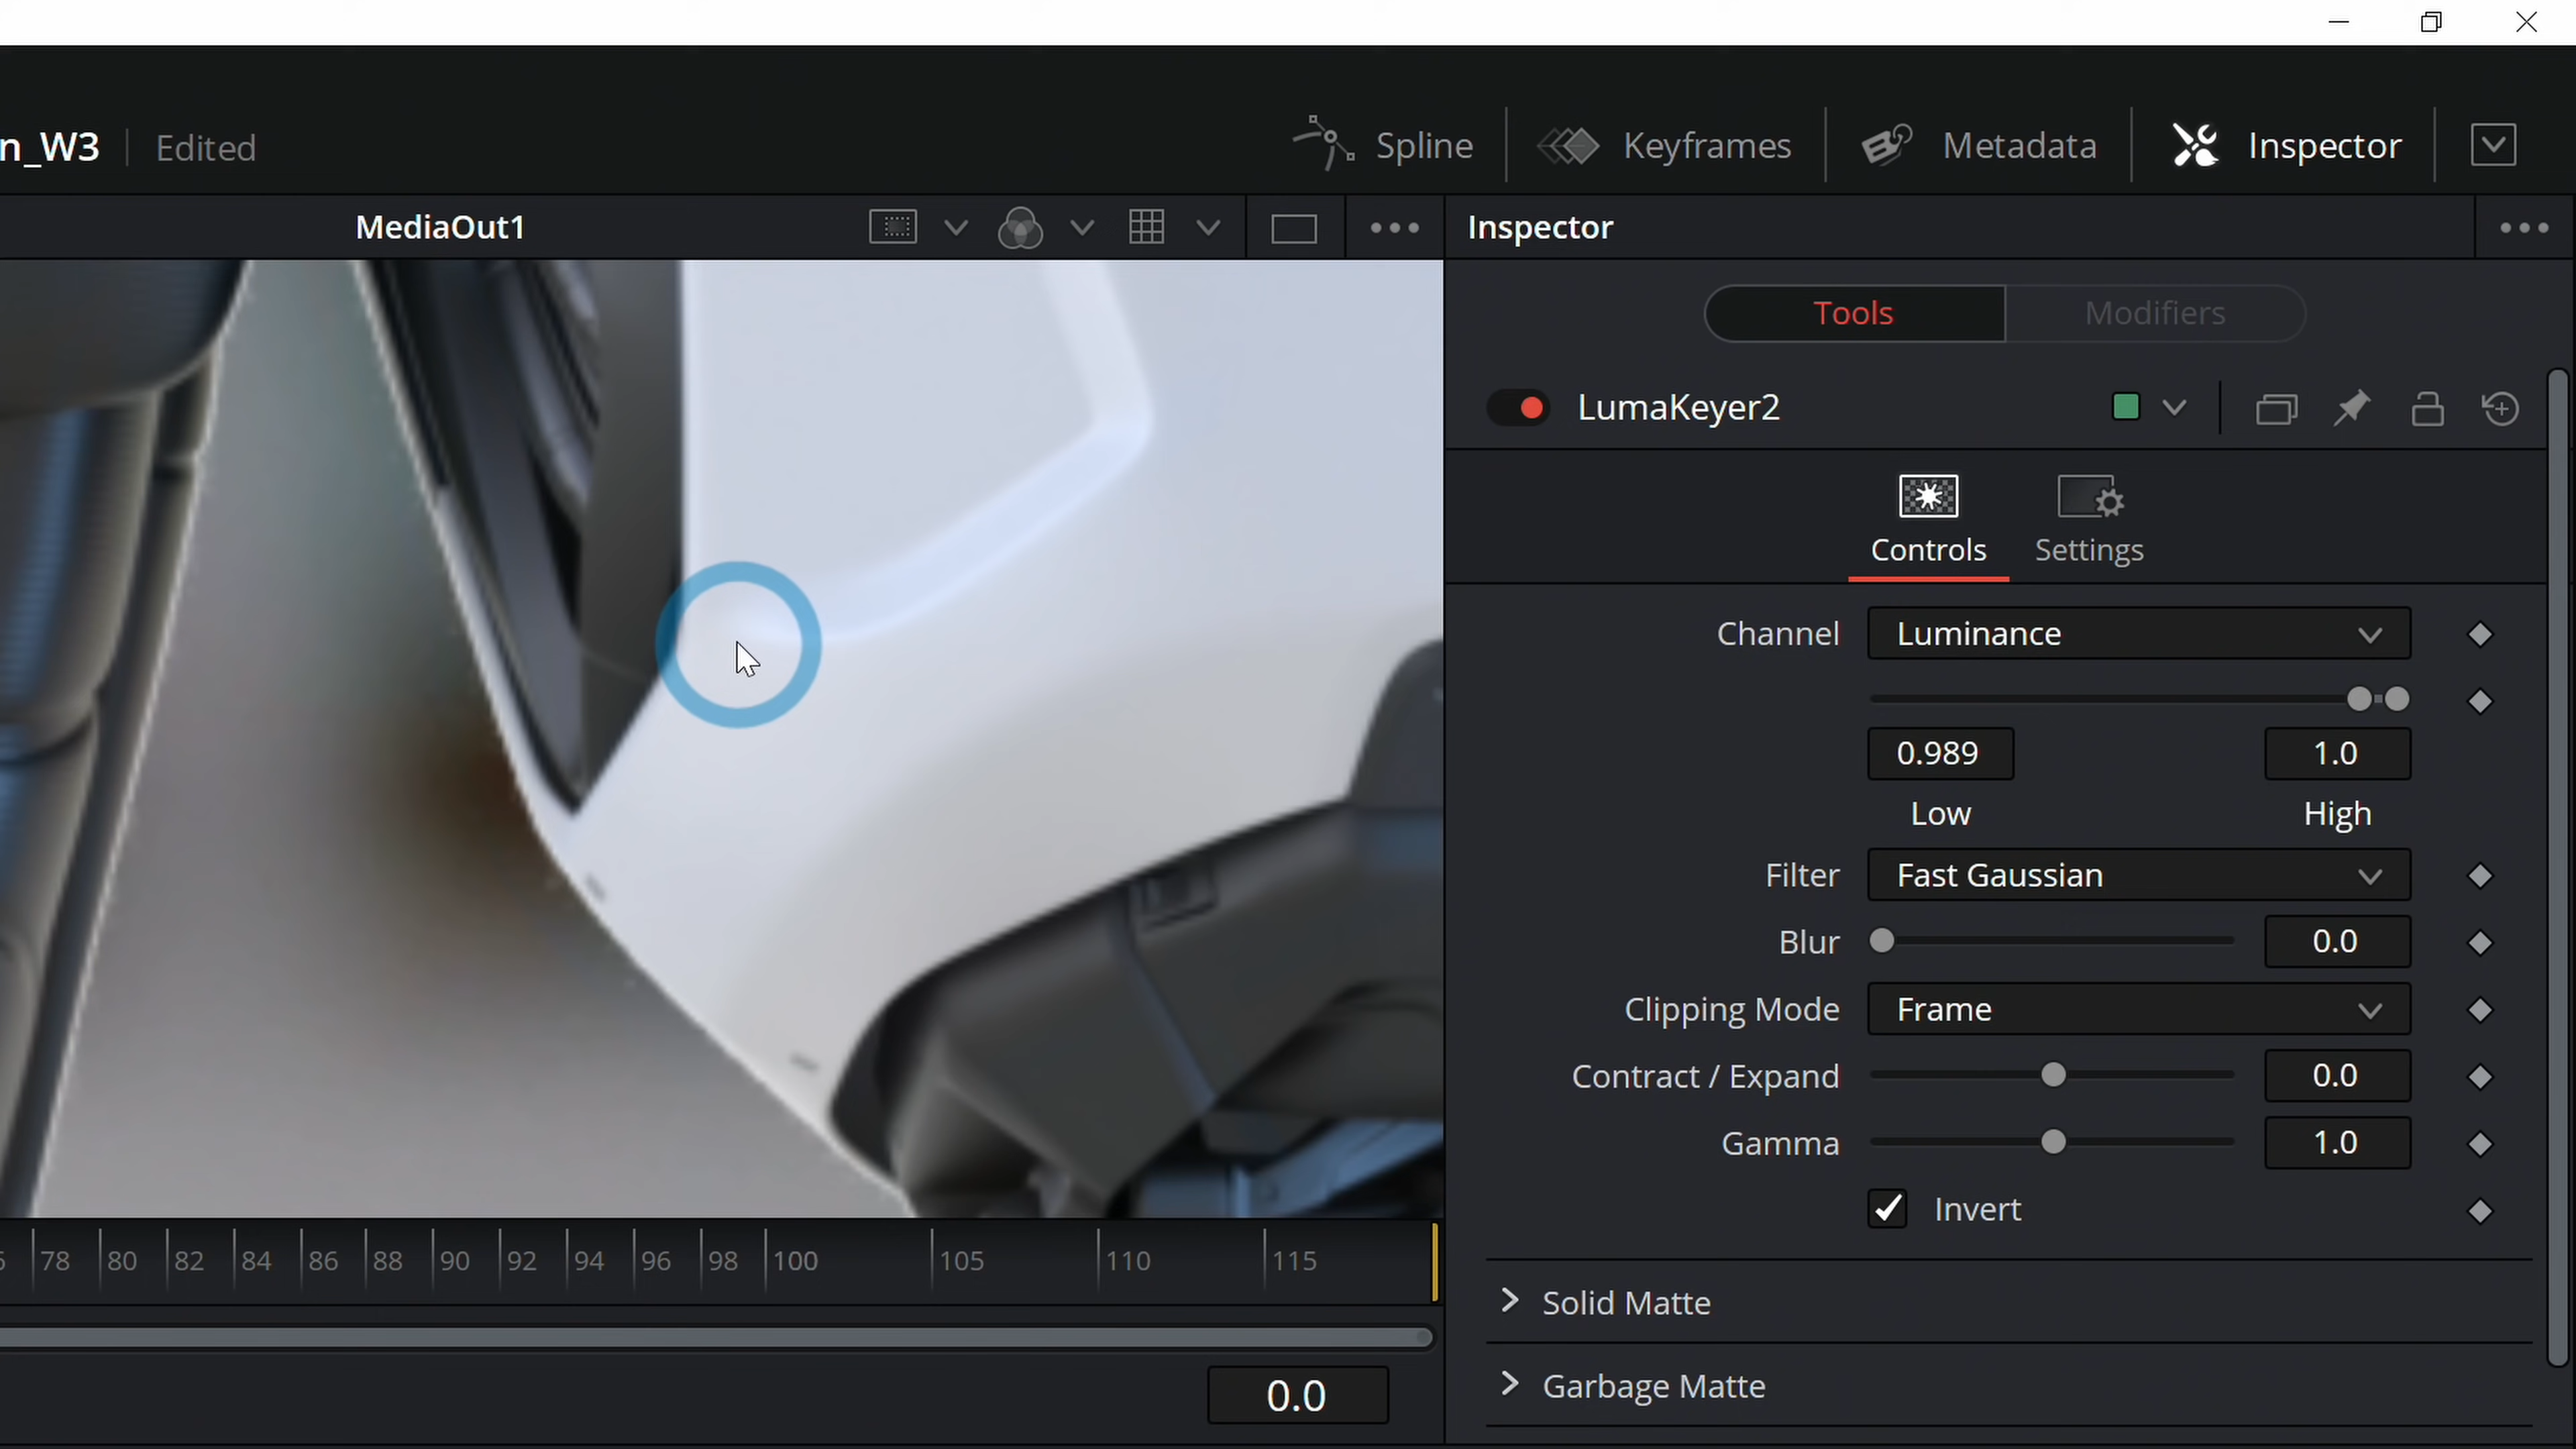 n_W3
Edited
Spline
Keyframes
Metadata
Inspector
MediaOut1
Inspector
Tools
Modifiers
LumaKeyer2
Controls
Settings
Channel
Luminance
0.989
1.0
Low
High
Filter
Fast Gaussian
Blur
0.0
Clipping Mode
Frame
Contract / Expand
0.0
Gamma
1.0
Invert
78 80 82 84 86 88 90 92 94 96 98 100 105 110 115
Solid Matte
Garbage Matte
0.0